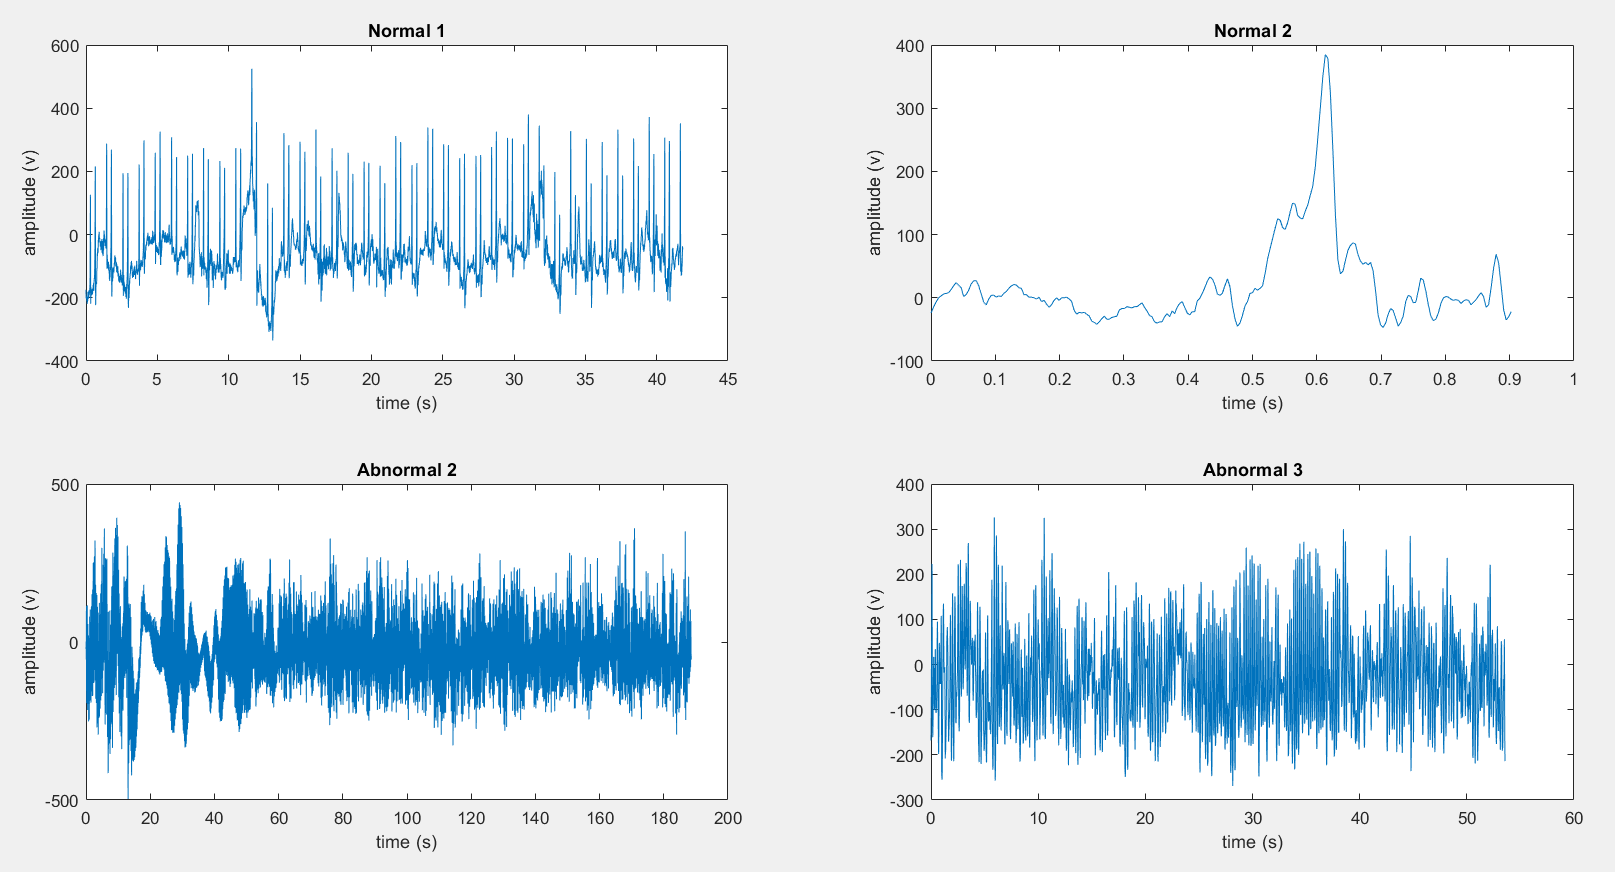 Normal 1
600
400
200
0
-200
-400
amplitude (v)
0 5 10 15 20 25 30 35 40 45
time (s)
Normal 2
400
300
200
100
0
-100
amplitude (v)
0 0.1 0.2 0.3 0.4 0.5 0.6 0.7 0.8 0.9 1
time (s)
Abnormal 2
500
0
-500
amplitude (v)
0 20 40 60 80 100 120 140 160 180 200
time (s)
Abnormal 3
400
300
200
100
0
-100
-200
-300
amplitude (v)
0 10 20 30 40 50 60
time (s)